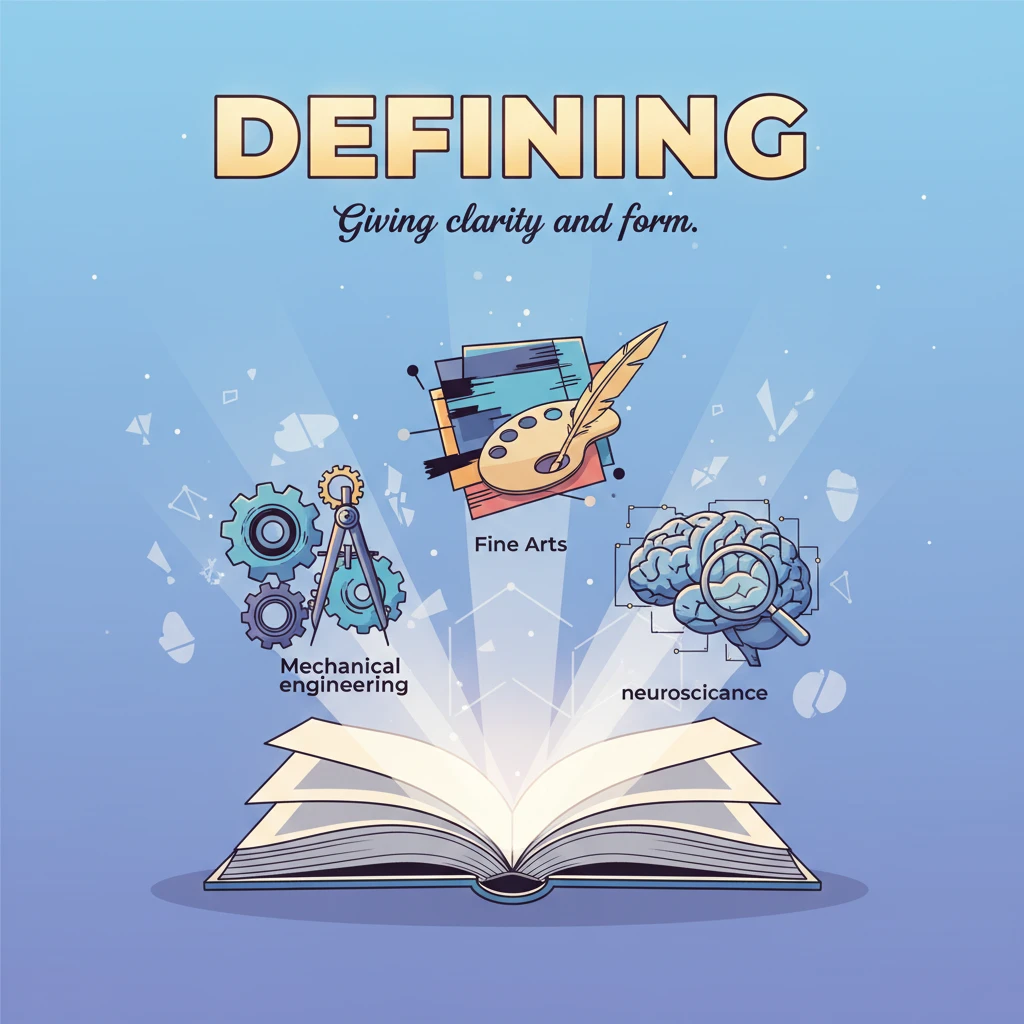 DEFINING
Giving clarity and form.
Fine Arts
Mechanical
engineering
neuroscicance